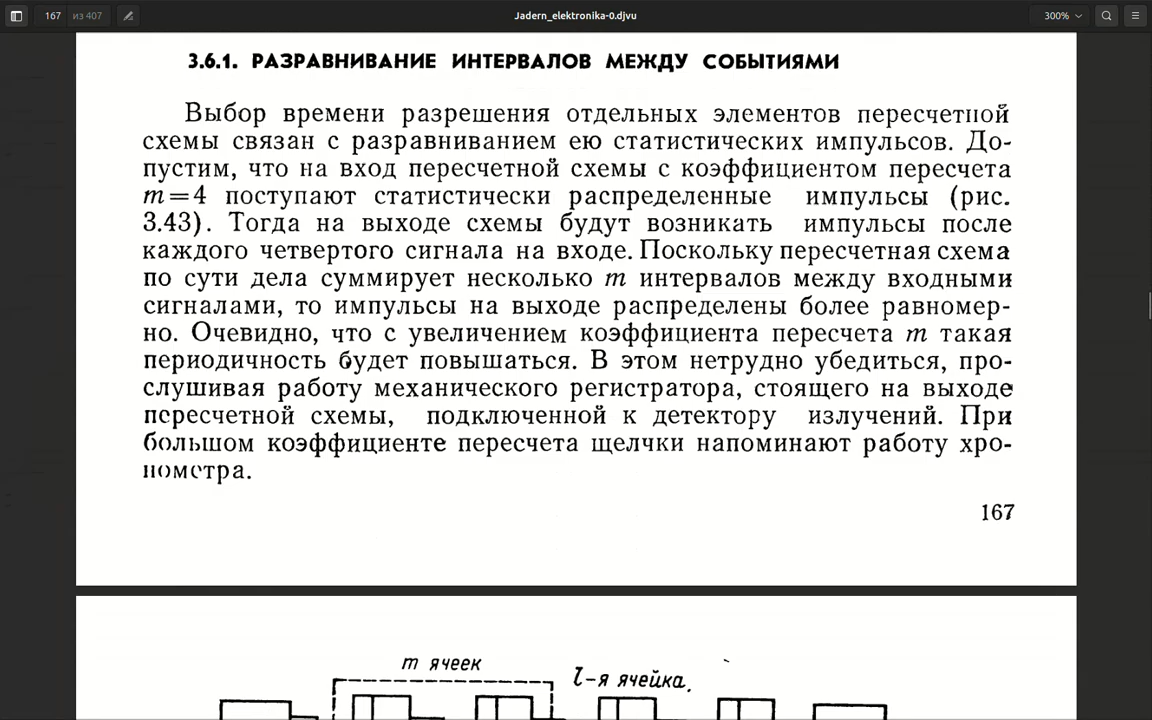 167 из 407
Jadern_elektronika-0.djvu
300%
3.6.1. РАЗРАВНИВАНИЕ ИНТЕРВАЛОВ МЕЖДУ СОБЫТИЯМИ
Выбор времени разрешения отдельных элементов пересчетной
схемы связан с разравниванием ею статистических импульсов. До-
пустим, что на вход пересчетной схемы с коэффициентом пересчета
m=4 поступают статистически распределенные импульсы (рис.
3.43). Тогда на выходе схемы будут возникать импульсы после
каждого четвертого сигнала на входе. Поскольку пересчетная схема
по сути дела суммирует несколько m интервалов между входными
сигналами, то импульсы на выходе распределены более равномер-
но. Очевидно, что с увеличением коэффициента пересчета m такая
периодичность будет повышаться. В этом нетрудно убедиться, про-
слушивая работу механического регистратора, стоящего на выходе
пересчетной схемы, подключенной к детектору излучений. При
большом коэффициенте пересчета щелчки напоминают работу хро-
нометра.
167
m ячеек
l-я ячейка.